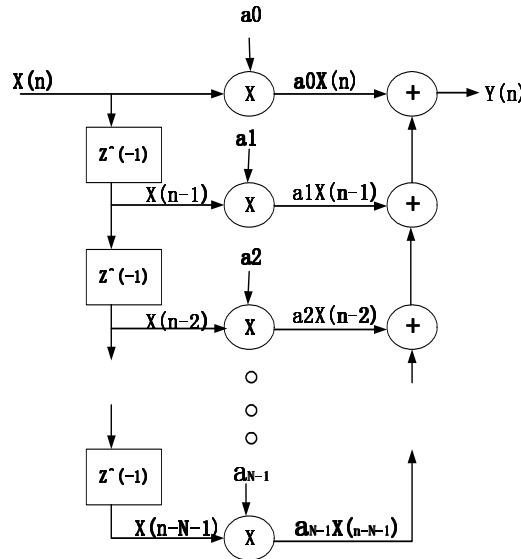 a0
X(n)
X
a0X(n)
+
Y(n)
Z^(-1)
a1
X(n-1)
X
a1X(n-1)
+
Z^(-1)
a2
X(n-2)
X
a2X(n-2)
+
Z^(-1)
aN-1
X(n-N-1)
X
aN-1X(n-N-1)